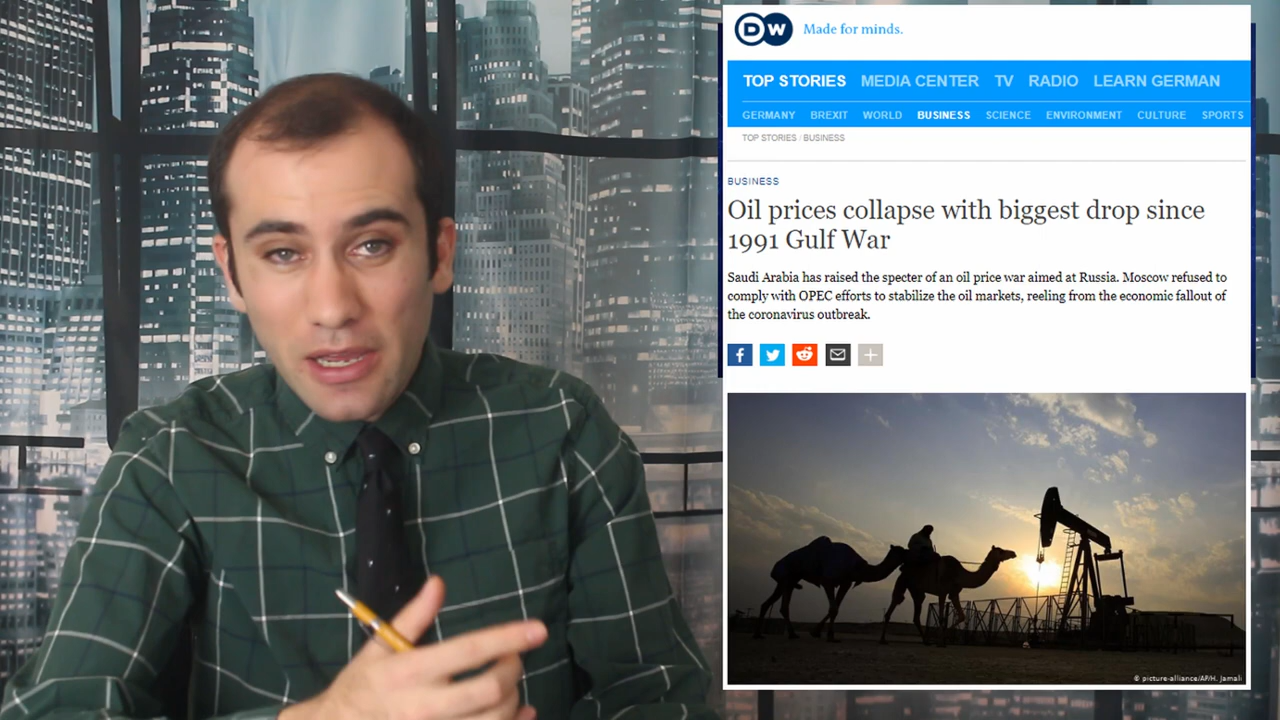 DW Made for minds.
TOP STORIES MEDIA CENTER TV RADIO LEARN GERMAN
GERMANY BREXIT WORLD BUSINESS SCIENCE ENVIRONMENT CULTURE SPORTS
TOP STORIES / BUSINESS
BUSINESS
Oil prices collapse with biggest drop since
1991 Gulf War
Saudi Arabia has raised the specter of an oil price war aimed at Russia. Moscow refused to
comply with OPEC efforts to stabilize the oil markets, reeling from the economic fallout of
the coronavirus outbreak.
© picture-alliance/AP/H. Jamali